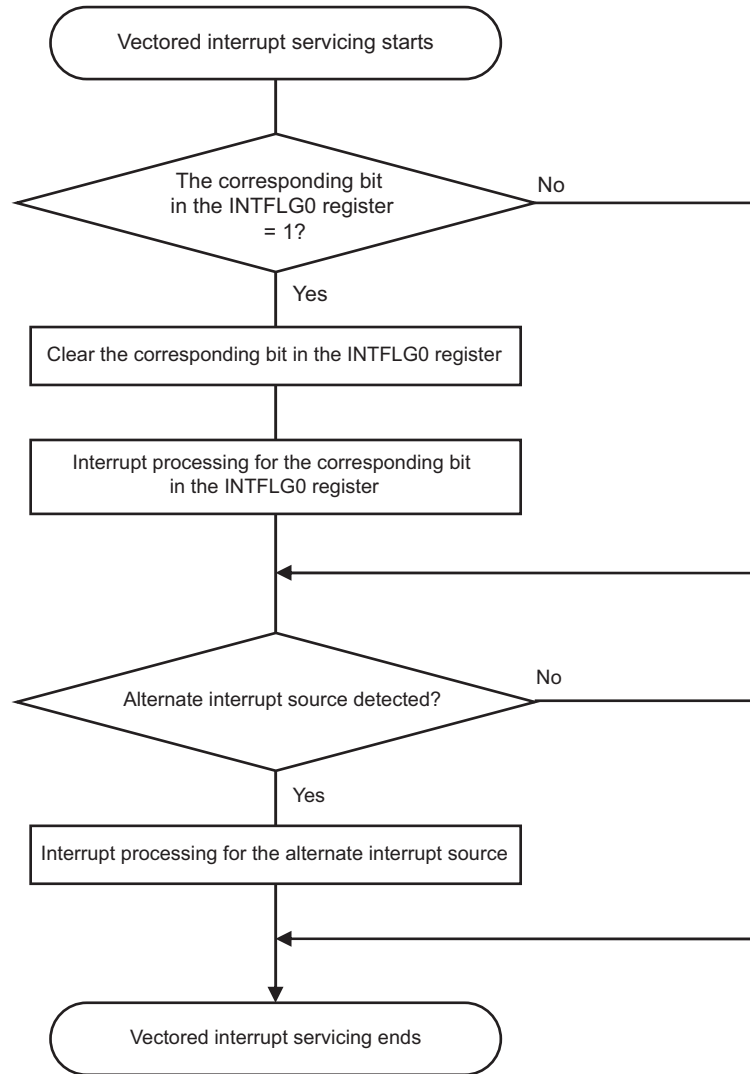 Vectored interrupt servicing starts
The corresponding bit
in the INTFLG0 register
= 1?
No
Yes
Clear the corresponding bit in the INTFLG0 register
Interrupt processing for the corresponding bit
in the INTFLG0 register
Alternate interrupt source detected?
No
Yes
Interrupt processing for the alternate interrupt source
Vectored interrupt servicing ends